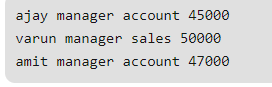 ajay manager account 45000
varun manager sales 50000
amit manager account 47000